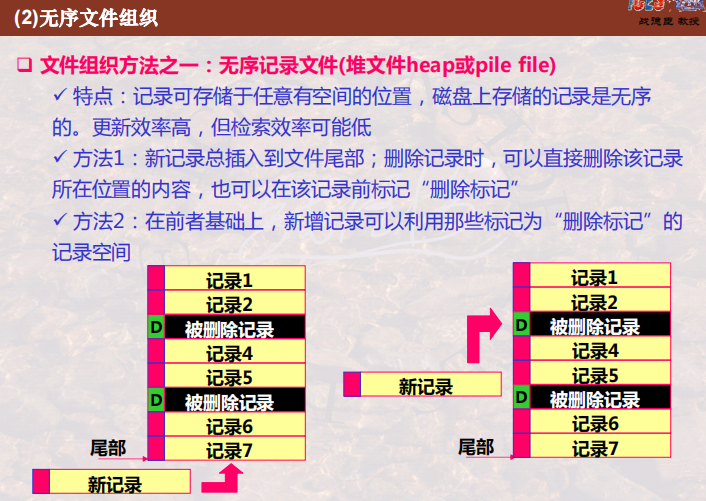 (2)无序文件组织
战德臣 教授
❑ 文件组织方法之一：无序记录文件(堆文件heap或pile file)
✓ 特点：记录可存储于任意有空间的位置，磁盘上存储的记录是无序
的。更新效率高，但检索效率可能低
✓ 方法1：新记录总插入到文件尾部；删除记录时，可以直接删除该记录
所在位置的内容，也可以在该记录前标记“删除标记”
✓ 方法2：在前者基础上，新增记录可以利用那些标记为“删除标记”的
记录空间
记录1
记录2
D 被删除记录
记录4
记录5
D 被删除记录
记录6
记录7
尾部
新记录
记录1
记录2
D 被删除记录
记录4
记录5
D 被删除记录
记录6
记录7
新记录
尾部